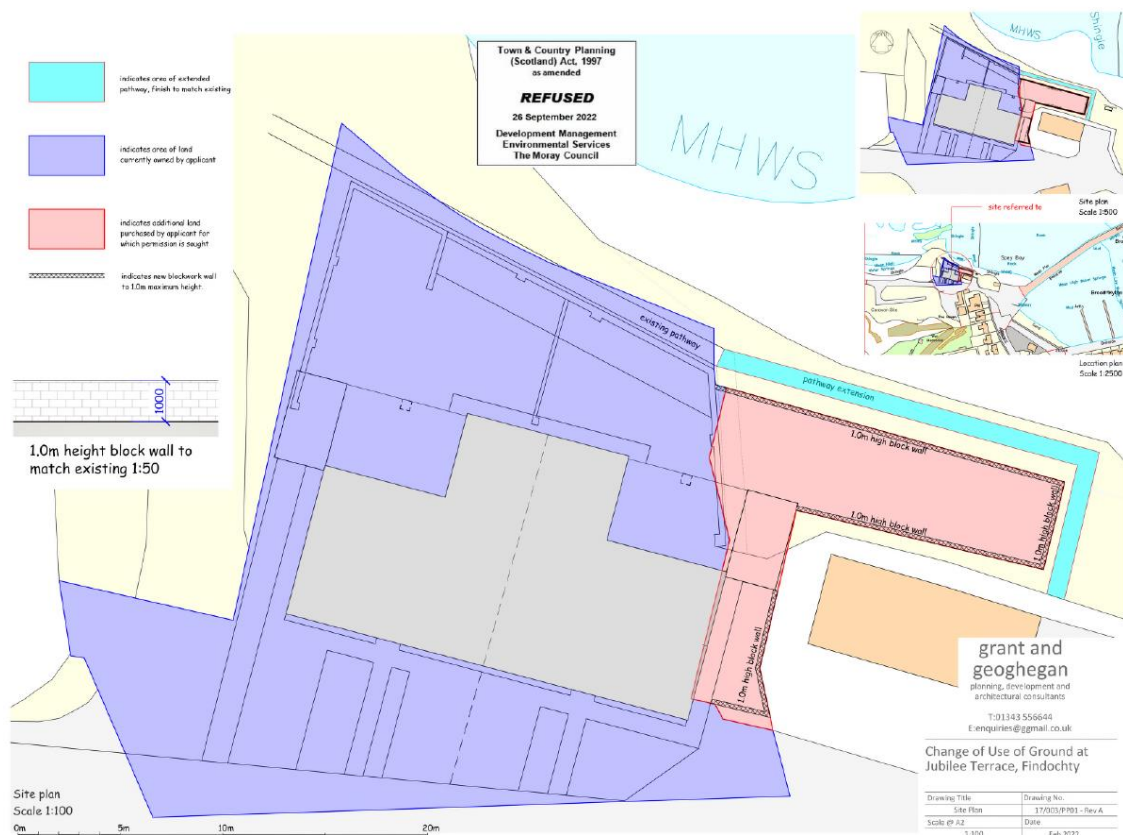 indicates area of extended
pathway, finish to match existing
indicates area of land
currently owned by applicant
indicates additional land
purchased by applicant for
which permission is sought
indicates new blockwork wall
to 1.0m maximum height.
1000
1.0m height block wall to
match existing 1:50
Town & Country Planning
(Scotland) Act, 1997
as amended
REFUSED
26 September 2022
Development Management
Environmental Services
The Moray Council
MHWS
existing pathway
pathway extension
1.0m high block wall
1.0m high block wall
1.0m high block wall
1.0m high block wall
MHWS
Shingle
Site plan
Scale 1:500
site referred to
Spey Bay
Location plan
Scale 1:2500
grant and
geoghegan
planning, development and
architectural consultants
T:01343 556644
E:enquiries@ggmail.co.uk
Change of Use of Ground at
Jubilee Terrace, Findochty
Drawing Title
Drawing No.
Site Plan
17/003/PP01 - Rev A
Scale @ A2
Date
1:100
Feb 2022
Site plan
Scale 1:100
0m
5m
10m
20m